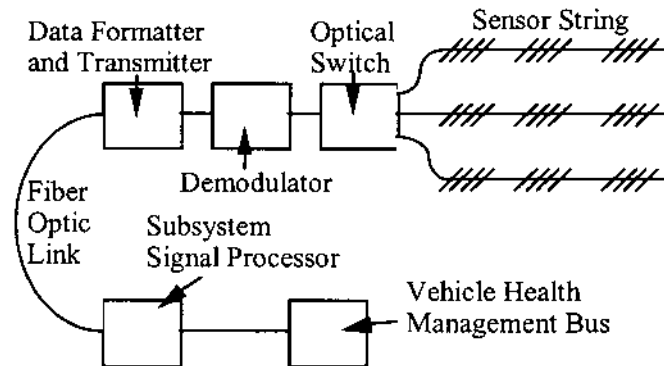 Data Formatter
and Transmitter
Optical
Switch
Sensor String
Demodulator
Fiber
Optic
Link
Subsystem
Signal Processor
Vehicle Health
Management Bus